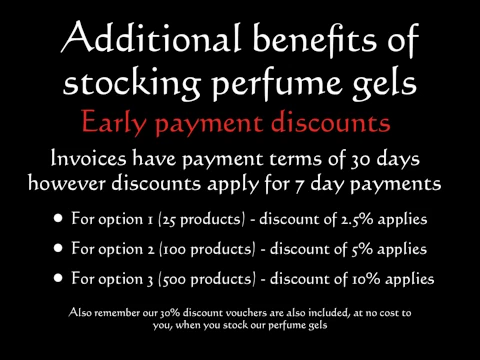 Additional benefits of
stocking perfume gels
Early payment discounts
Invoices have payment terms of 30 days
however discounts apply for 7 day payments
• For option 1 (25 products) - discount of 2.5% applies
• For option 2 (100 products) - discount of 5% applies
• For option 3 (500 products) - discount of 10% applies
Also remember our 30% discount vouchers are also included, at no cost to
you, when you stock our perfume gels